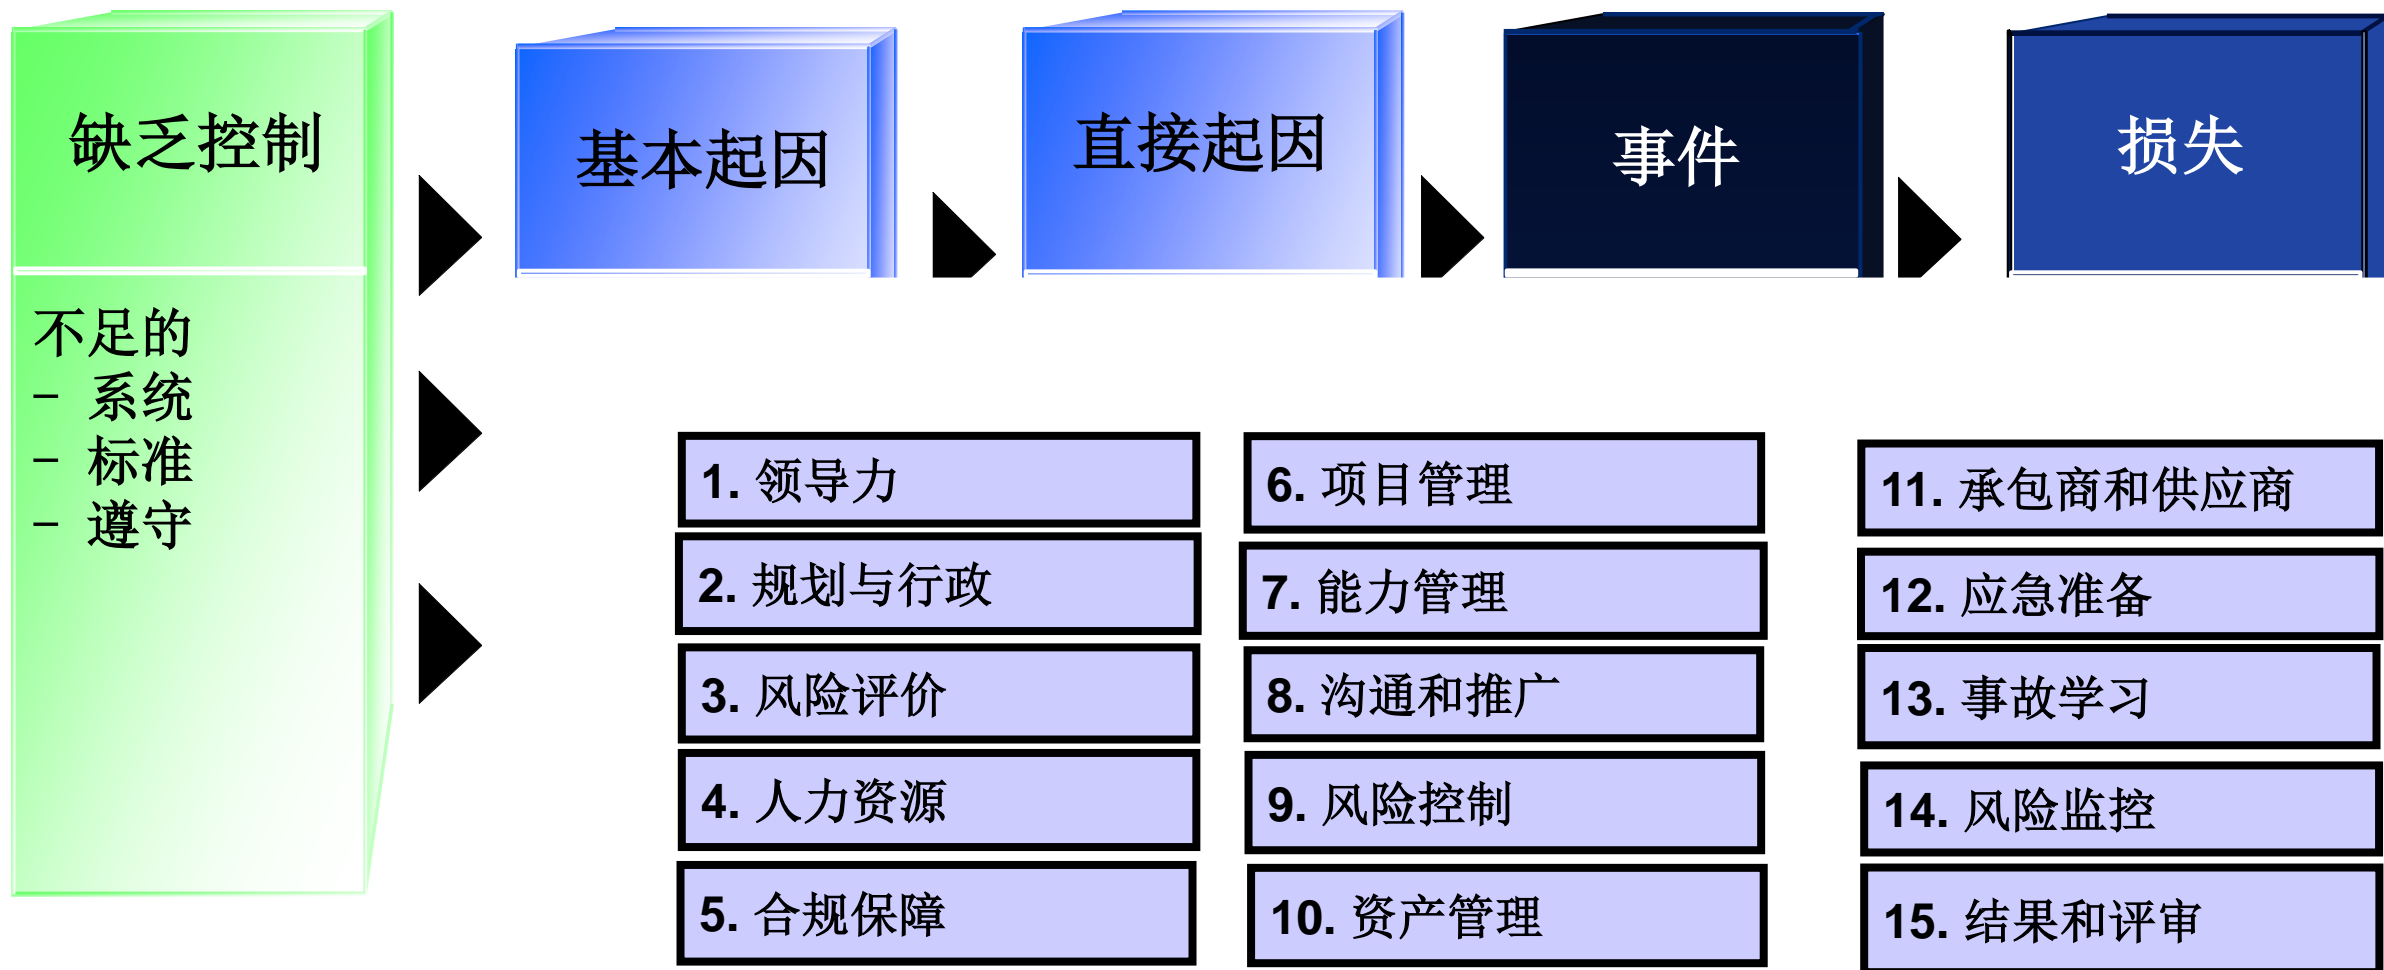 缺乏控制
基本起因
直接起因
事件
损失
不足的
- 系统
- 标准
- 遵守
1. 领导力
2. 规划与行政
3. 风险评价
4. 人力资源
5. 合规保障
6. 项目管理
7. 能力管理
8. 沟通和推广
9. 风险控制
10. 资产管理
11. 承包商和供应商
12. 应急准备
13. 事故学习
14. 风险监控
15. 结果和评审